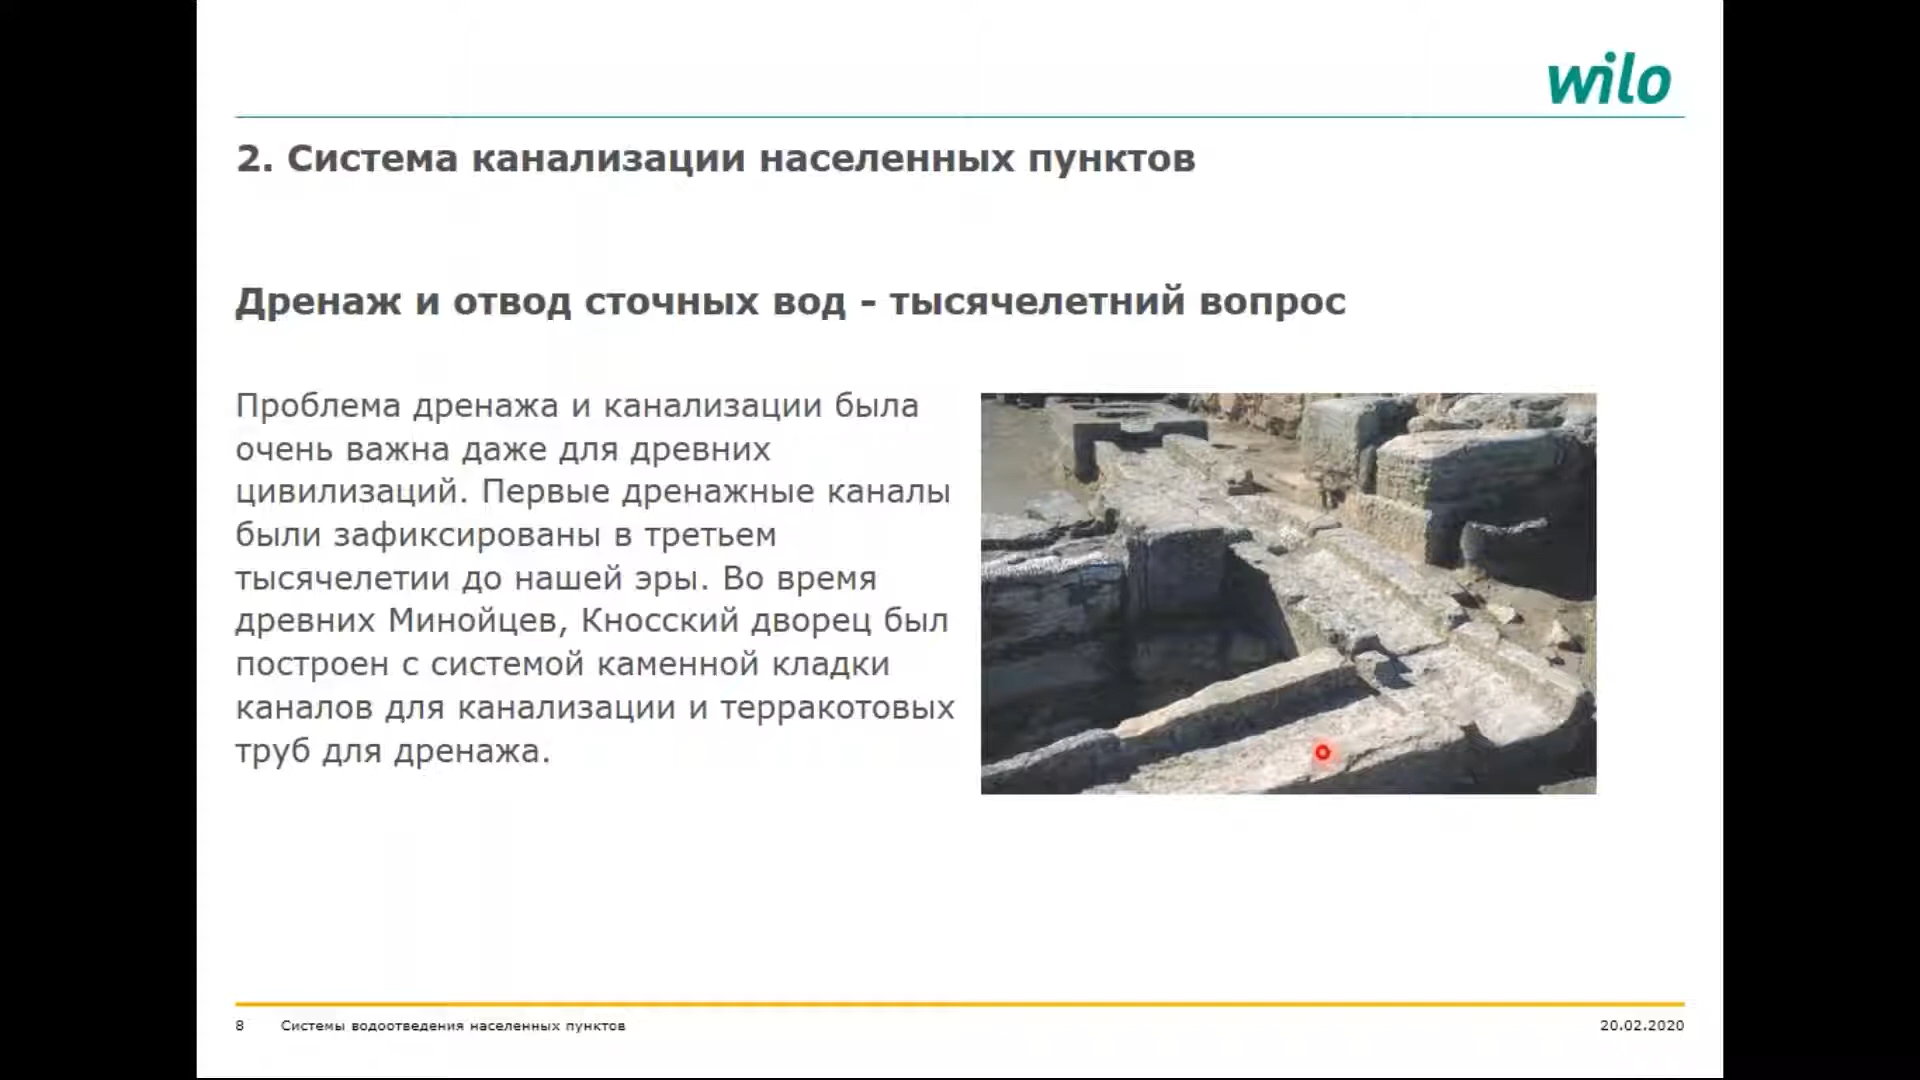 wilo
2. Система канализации населенных пунктов
Дренаж и отвод сточных вод - тысячелетний вопрос
Проблема дренажа и канализации была
очень важна даже для древних
цивилизаций. Первые дренажные каналы
были зафиксированы в третьем
тысячелетии до нашей эры. Во время
древних Минойцев, Кносский дворец был
построен с системой каменной кладки
каналов для канализации и терракотовых
труб для дренажа.
8 Системы водоотведения населенных пунктов 20.02.2020